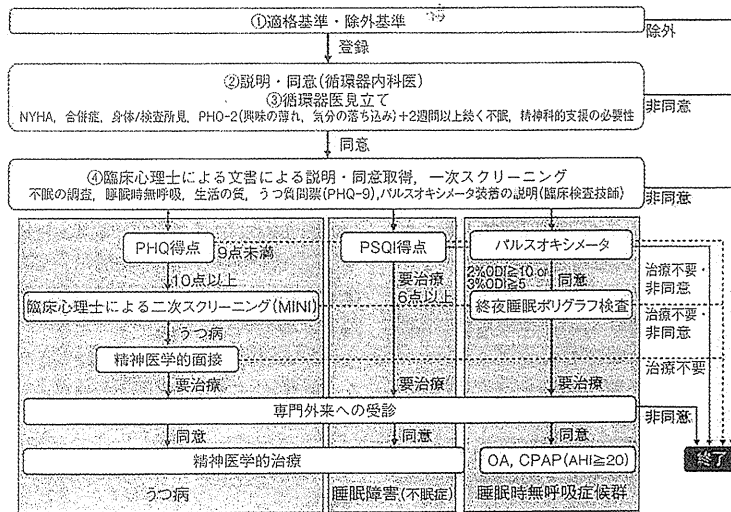 ①適格基準・除外基準
除外
登録
②説明・同意(循環器内科医)
③循環器医見立て
NYHA, 合併症, 身体/検査所見, PHO-2(興味の薄れ, 気分の落ち込み)+2週間以上続く不眠, 精神科的支援の必要性
非同意
同意
④臨床心理士による文書による説明・同意取得, 一次スクリーニング
不眠の調査, 睡眠時無呼吸, 生活の質, うつ質問票(PHQ-9),パルスオキシメータ装着の説明(臨床検査技師)
非同意
PHQ得点
9点未満
PSQI得点
パルスオキシメータ
10点以上
要治療
6点以上
2%ODI≧10 or
3%ODI≧5
同意
治療不要・
非同意
臨床心理士による二次スクリーニング(MINI)
終夜睡眠ポリグラフ検査
うつ病
治療不要・
非同意
精神医学的面接
治療不要
要治療
要治療
要治療
専門外来への受診
非同意
同意
同意
同意
精神医学的治療
OA, CPAP(AHI≧20)
終了
うつ病
睡眠障害(不眠症)
睡眠時無呼吸症候群